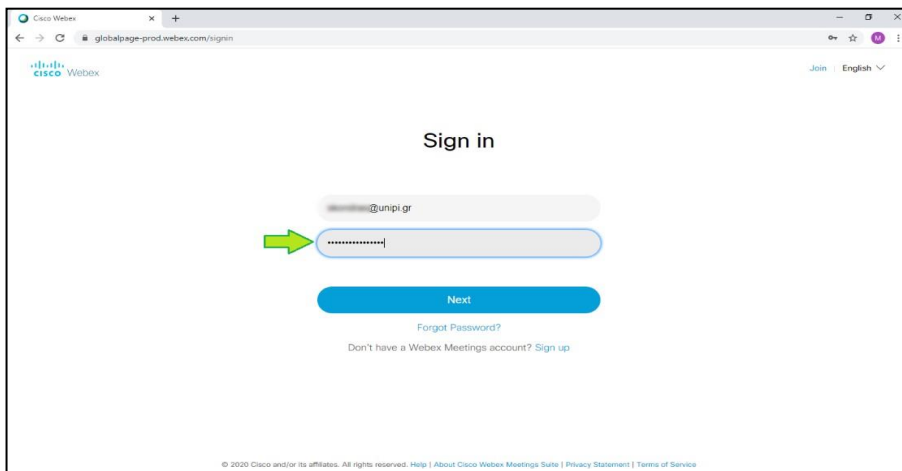 Cisco Webex
globalpage-prod.webex.com/signin
M
CISCO Webex
Join | English
Sign in
@unipi.gr
Next
Forgot Password?
Don't have a Webex Meetings account? Sign up
© 2020 Cisco and/or its affiliates. All rights reserved. Help | About Cisco Webex Meetings Suite | Privacy Statement | Terms of Service